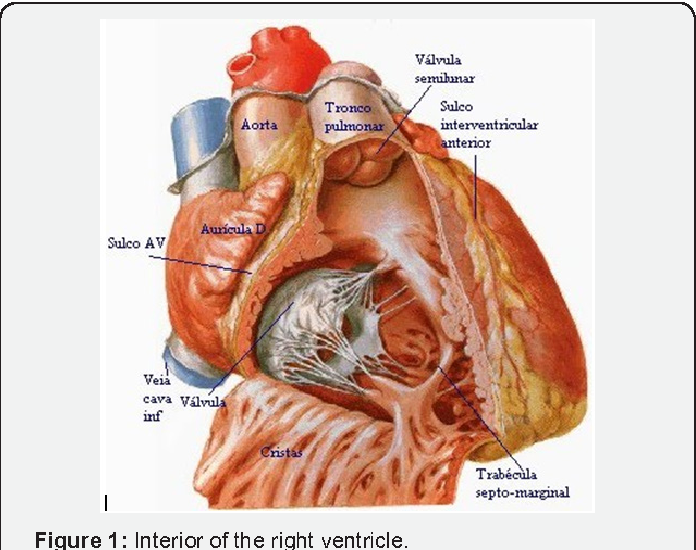 Válvula
semilunar
Tronco
pulmonar
Sulco
interventricular
anterior
Aorta
Aurícula D
Sulco AV
Veia
cava
inf
Válvula
Cristas
Trabécula
septo-marginal
Figure 1: Interior of the right ventricle.